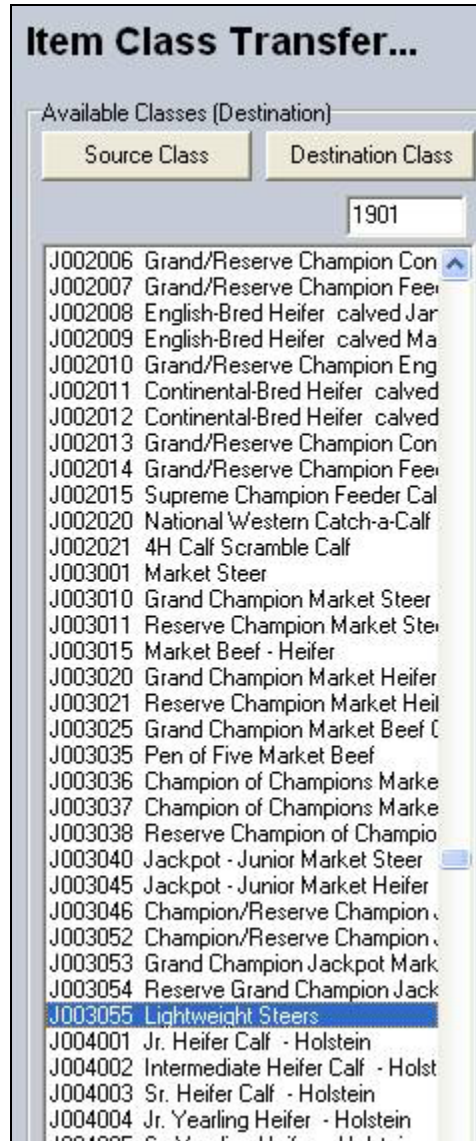 Item Class Transfer...
Available Classes (Destination)
Source Class Destination Class
1901
J002006 Grand/Reserve Champion Con
J002007 Grand/Reserve Champion Fee
J002008 English-Bred Heifer calved Jan
J002009 English-Bred Heifer calved Ma
J002010 Grand/Reserve Champion Eng
J002011 Continental-Bred Heifer calved
J002012 Continental-Bred Heifer calved
J002013 Grand/Reserve Champion Con
J002014 Grand/Reserve Champion Fee
J002015 Supreme Champion Feeder Cal
J002020 National Western Catch-a-Calf
J002021 4H Calf Scramble Calf
J003001 Market Steer
J003010 Grand Champion Market Steer
J003011 Reserve Champion Market Stee
J003015 Market Beef - Heifer
J003020 Grand Champion Market Heifer
J003021 Reserve Champion Market Heif
J003025 Grand Champion Market Beef
J003035 Pen of Five Market Beef
J003036 Champion of Champions Marke
J003037 Champion of Champions Marke
J003038 Reserve Champion of Champio
J003040 Jackpot - Junior Market Steer
J003045 Jackpot - Junior Market Heifer
J003046 Champion/Reserve Champion
J003052 Champion/Reserve Champion
J003053 Grand Champion Jackpot Mark
J003054 Reserve Grand Champion Jack
J003055 Lightweight Steers
J004001 Jr. Heifer Calf - Holstein
J004002 Intermediate Heifer Calf - Holst
J004003 Sr. Heifer Calf - Holstein
J004004 Jr. Yearling Heifer - Holstein